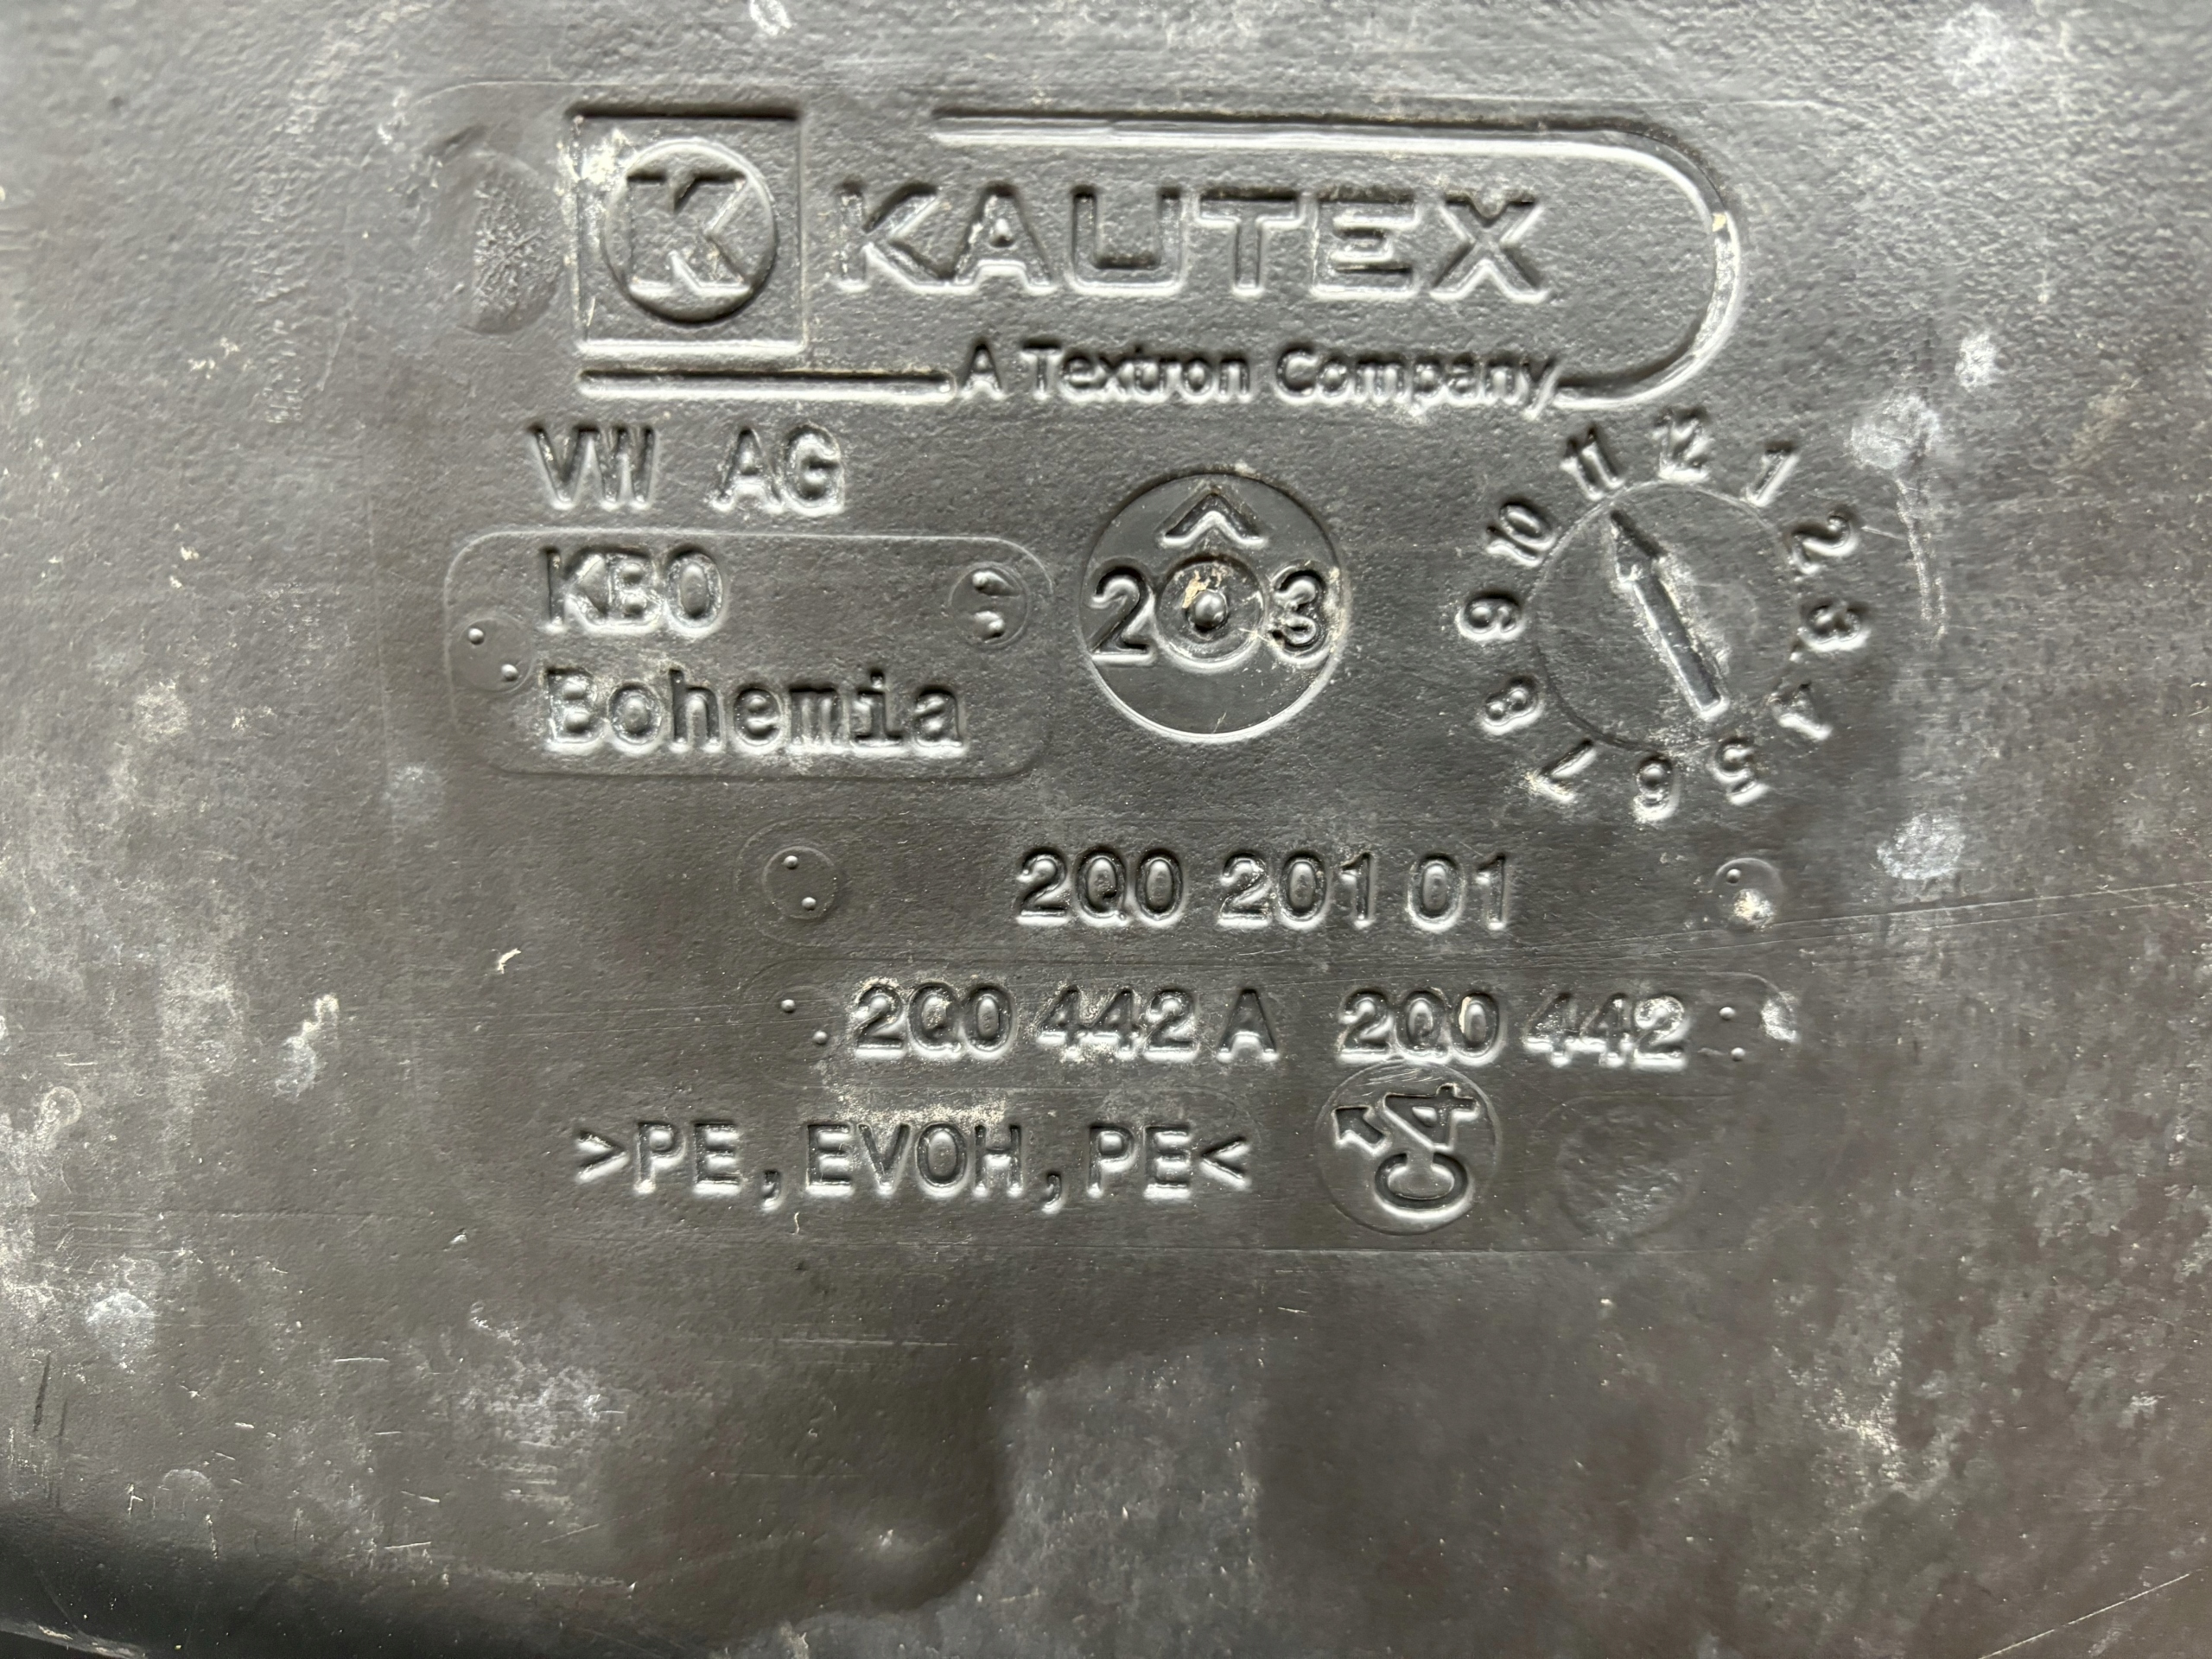 K KAUTEX
A Textron Company
VW AG
KBO
Bohemia
2 3
11 12 1 2 3 4 5 6 7 8 9 10
2Q0 201 01
2Q0 442 A 2Q0 442
>PE,EVOH,PE<
C4